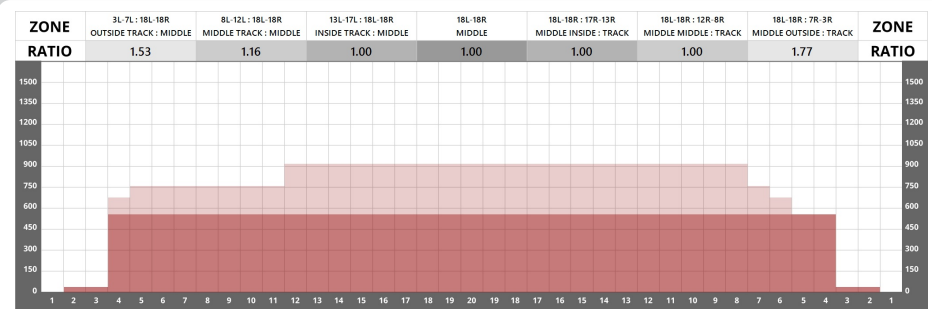 ZONE 3L-7L : 18L-18R 8L-12L : 18L-18R 13L-17L : 18L-18R 18L-18R 18L-18R : 17R-13R 18L-18R : 12R-8R 18L-18R : 7R-3R ZONE
OUTSIDE TRACK : MIDDLE MIDDLE TRACK : MIDDLE INSIDE TRACK : MIDDLE MIDDLE MIDDLE INSIDE : TRACK MIDDLE MIDDLE : TRACK MIDDLE OUTSIDE : TRACK
RATIO 1.53 1.16 1.00 1.00 1.00 1.00 1.77 RATIO
1500 1500
1350 1350
1200 1200
1050 1050
900 900
750 750
600 600
450 450
300 300
150 150
0 0
1 2 3 4 5 6 7 8 9 10 11 12 13 14 15 16 17 18 19 20 19 18 17 16 15 14 13 12 11 10 9 8 7 6 5 4 3 2 1